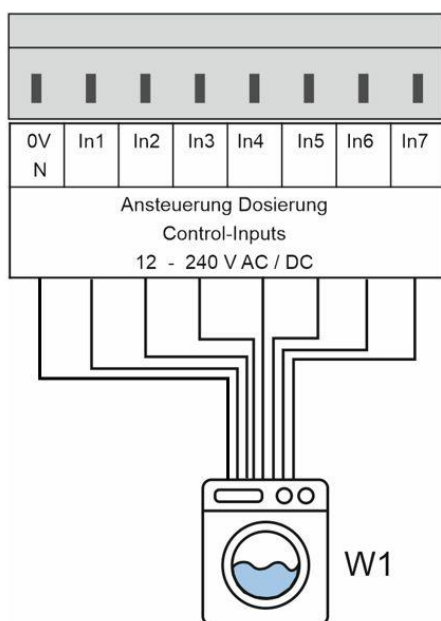 0V In1 In2 In3 In4 In5 In6 In7
N
Ansteuerung Dosierung
Control-Inputs
12 - 240 V AC / DC
W1